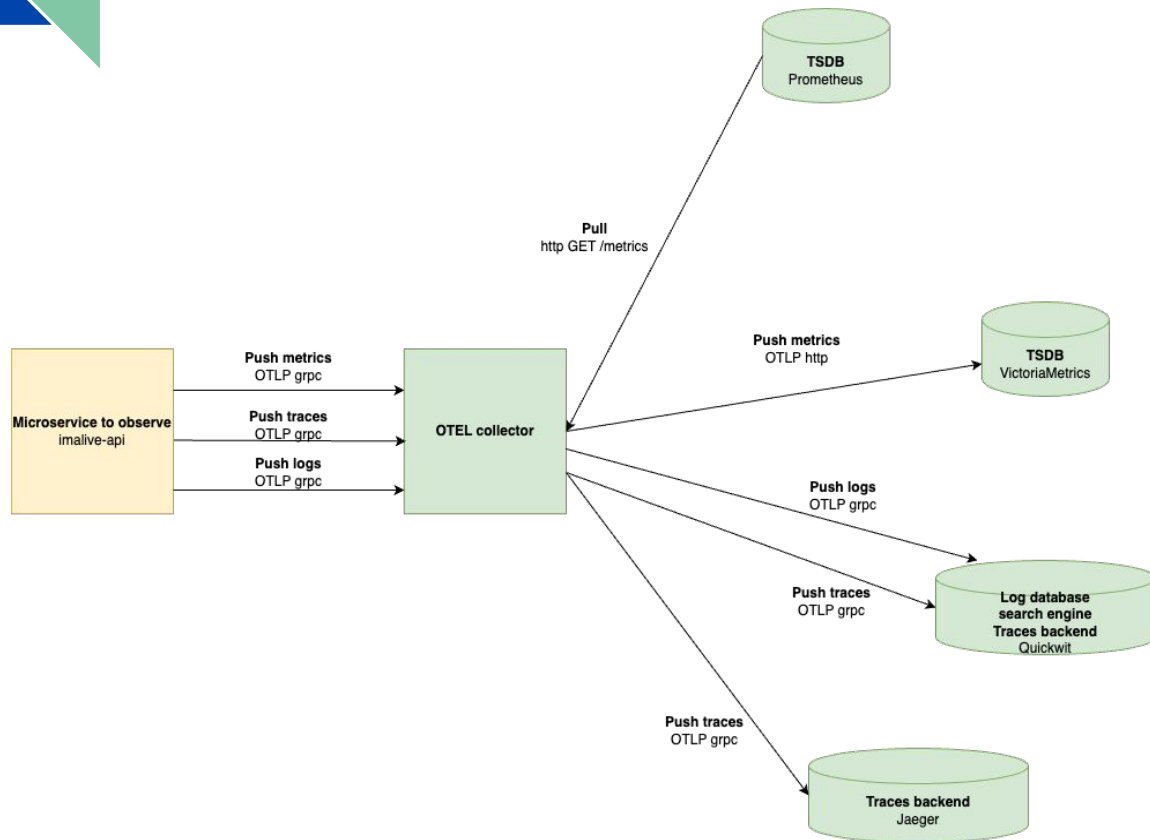 TSDB
Prometheus
Pull
http GET /metrics
Push metrics
OTLP http
TSDB
VictoriaMetrics
Push metrics
OTLP grpc
Microservice to observe
imalive-api
Push traces
OTLP grpc
Push logs
OTLP grpc
OTEL collector
Push logs
OTLP grpc
Push traces
OTLP grpc
Log database
search engine
Traces backend
Quickwit
Push traces
OTLP grpc
Traces backend
Jaeger